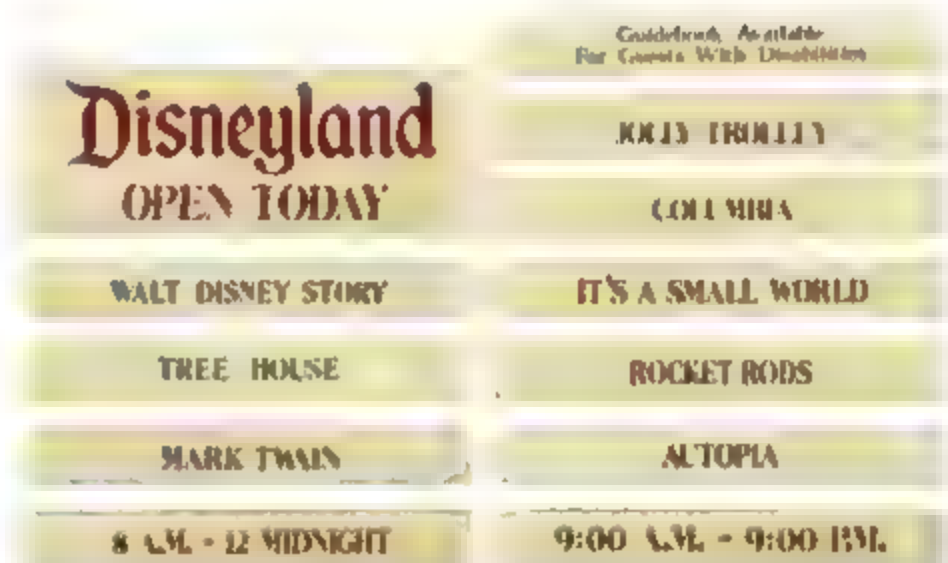 Disneyland
OPEN TODAY
WALT DISNEY STORY
TREE HOUSE
MARK TWAIN
8 A.M. - 12 MIDNIGHT
Guidebook Available
For Guests With Disabilities
JOLLY TROLLEY
COLUMBIA
IT'S A SMALL WORLD
ROCKET RODS
AUTOPIA
9:00 A.M. - 9:00 P.M.